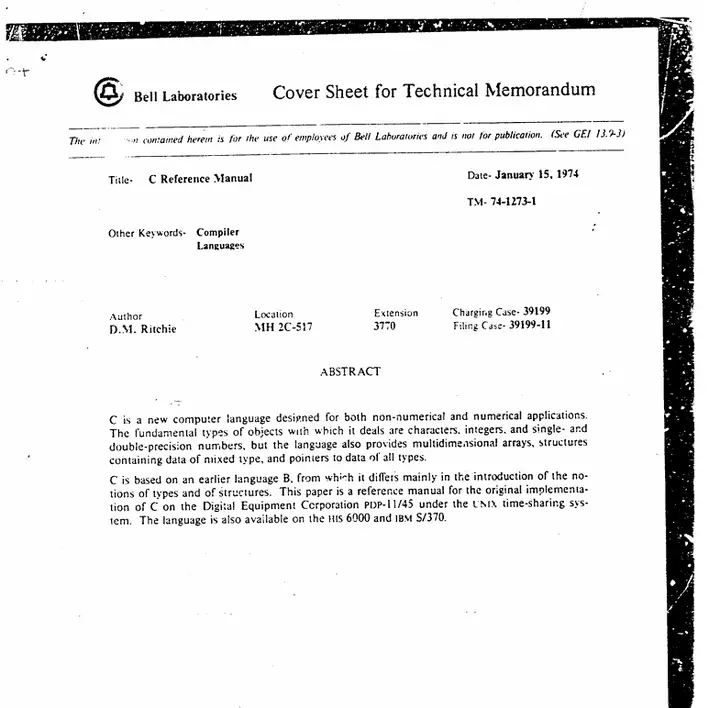 Bell Laboratories Cover Sheet for Technical Memorandum
The contained herein is for the use of employees of Bell Laboratories and is not for publication. (See GEI 13.9-3)
Title- C Reference Manual Date- January 15, 1974
TM- 74-1273-1
Other Keywords- Compiler
Languages
Author Location Extension Charging Case- 39199
D.M. Ritchie MH 2C-517 3770 Filing Case- 39199-11
ABSTRACT
C is a new computer language designed for both non-numerical and numerical applications.
The fundamental types of objects with which it deals are characters, integers, and single- and
double-precision numbers, but the language also provides multidimensional arrays, structures
containing data of mixed type, and pointers to data of all types.
C is based on an earlier language B, from which it differs mainly in the introduction of the no-
tions of types and of structures. This paper is a reference manual for the original implementa-
tion of C on the Digital Equipment Corporation PDP-11/45 under the UNIX time-sharing sys-
tem. The language is also available on the HIS 6000 and IBM S/370.